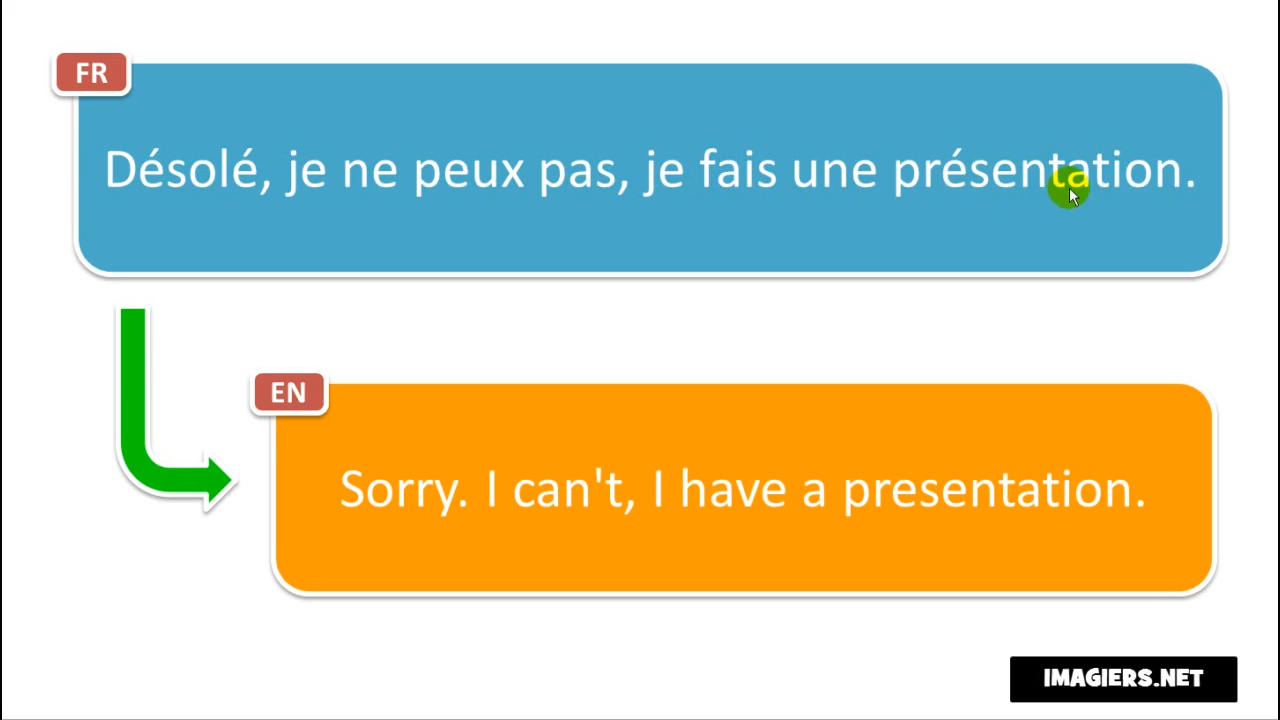 FR
Désolé, je ne peux pas, je fais une présentation.
EN
Sorry. I can't, I have a presentation.
IMAGIERS.NET